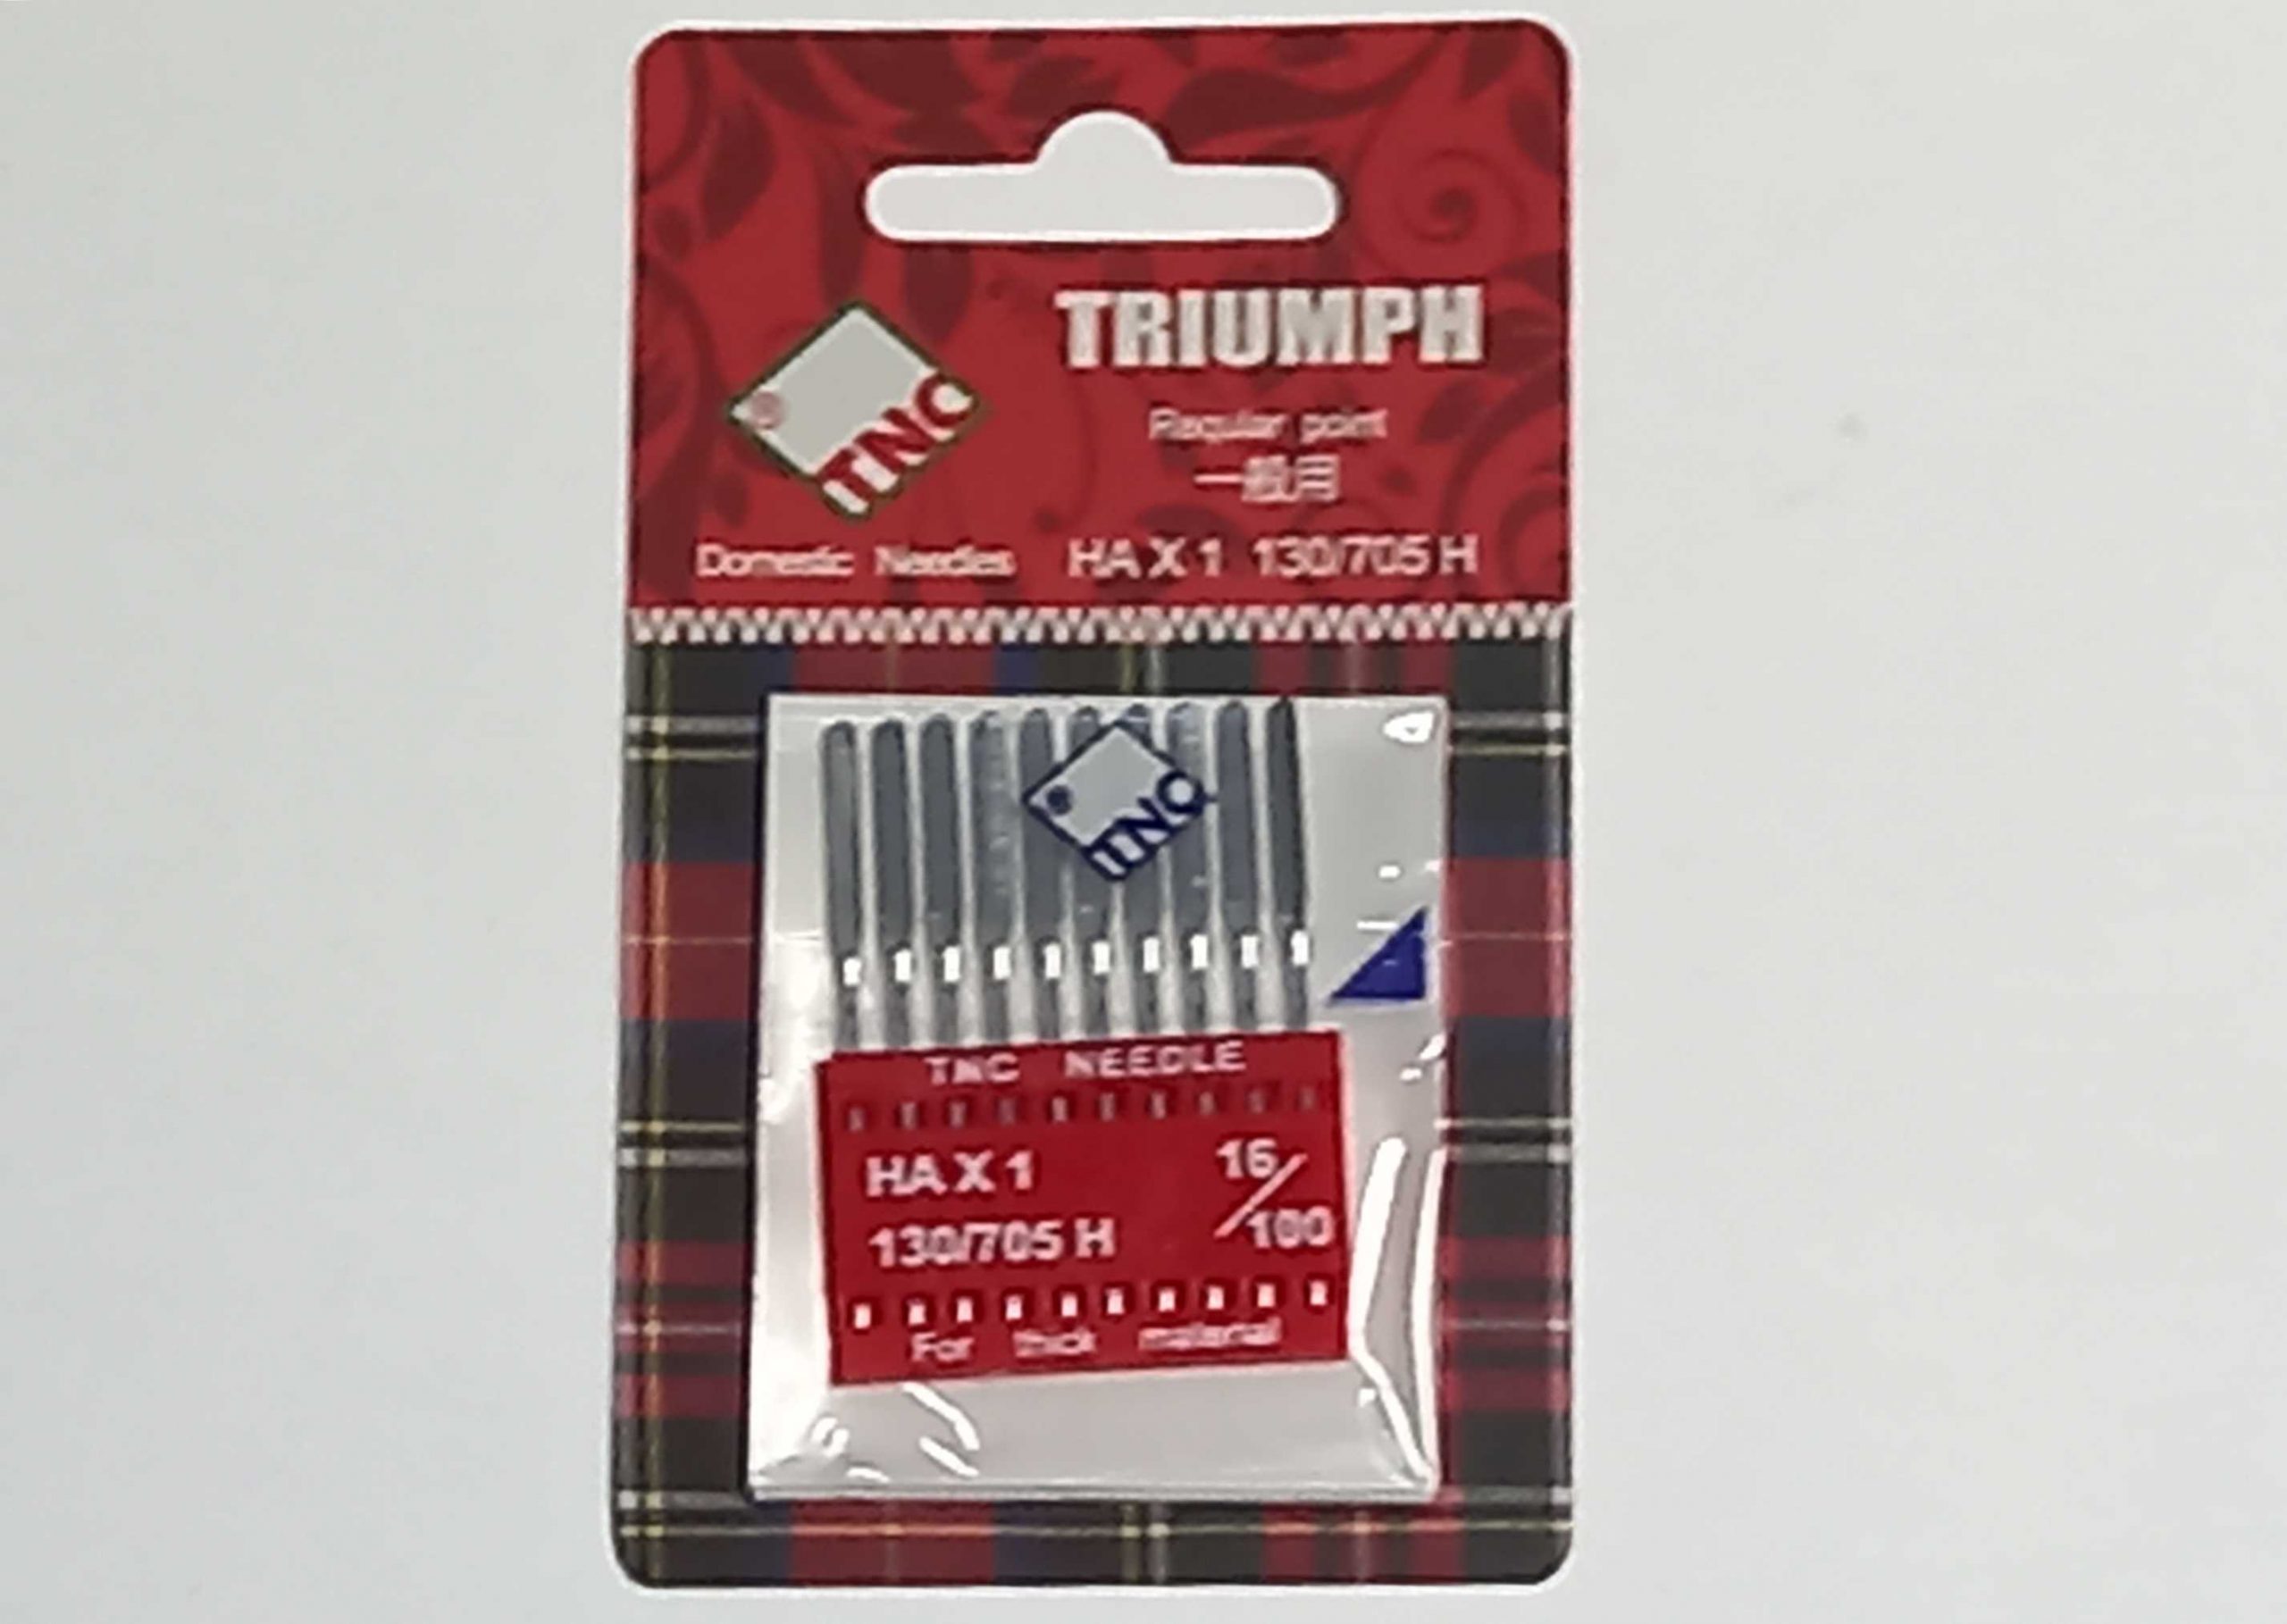 TRIUMPH
TNC
Regular point
一般用
Domestic Needles
HA X 1 130/705 H
TNC
TNC NEEDLE
HA X 1
16/100
130/705 H
For thick material